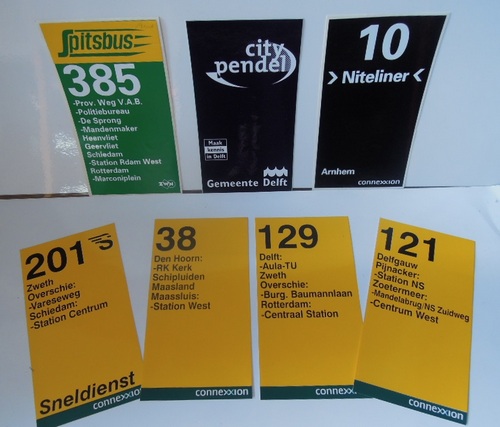 Spitsbus
385
-Prov. Weg V.A.B.
-Politiebureau
-De Sprong
-Mandenmaker
Heenvliet
Geervliet
Schiedam
-Station Rdam West
Rotterdam
-Marconiplein
city
pendel
Maak
kennis
in Delft
Gemeente Delft
10
Niteliner
Arnhem
connexxion
201 S
Zweth
Overschie:
-Vareseweg
Schiedam:
-Station Centrum
Sneldienst
connexxion
38
Den Hoorn:
-RK Kerk
Schipluiden
Maasland
Maassluis:
-Station West
connexxion
129
Delft:
-Aula-TU
Zweth
Overschie:
-Burg. Baumannlaan
Rotterdam:
-Centraal Station
connexxion
121
Delfgauw
Pijnacker:
-Station NS
Zoetermeer:
-Mandelabrug/NS Zuidweg
-Centrum West
connexxion